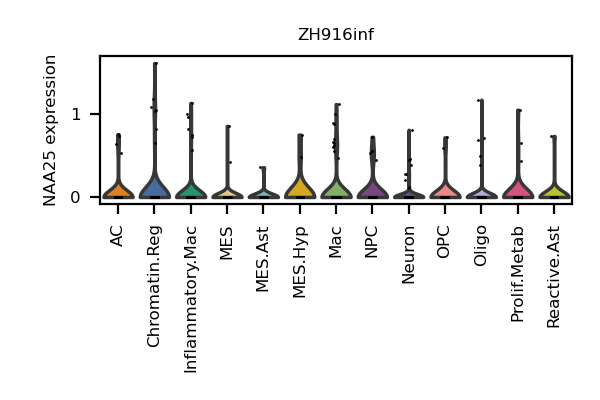 ZH916inf
NAA25 expression
1
0
AC
Chromatin.Reg
Inflammatory.Mac
MES
MES.Ast
MES.Hyp
Mac
NPC
Neuron
OPC
Oligo
Prolif.Metab
Reactive.Ast